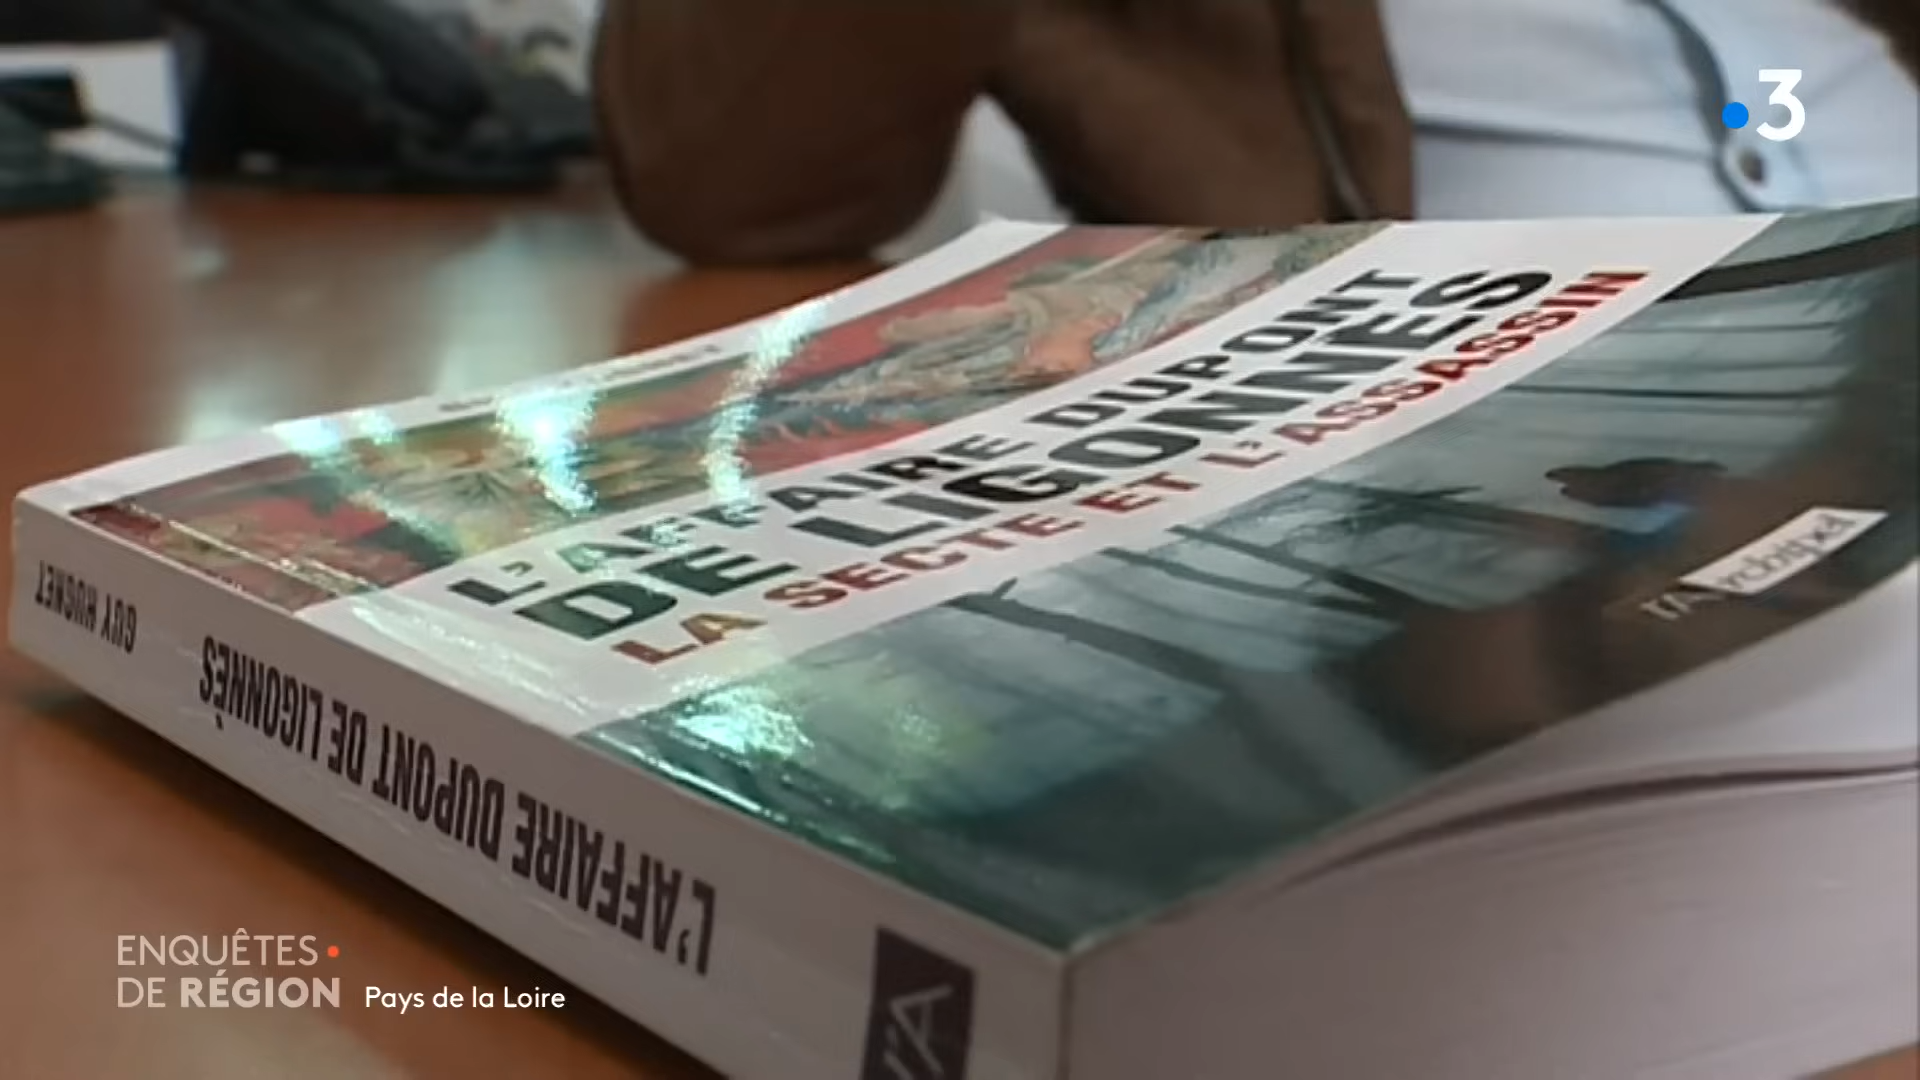 3
L'AFFAIRE DUPONT
DE LIGONNÈS
LA SECTE ET L'ASSASSIN
l'Archipel
GUY HUGNET
L'AFFAIRE DUPONT DE LIGONNÈS
l'A
ENQUÊTES
DE RÉGION Pays de la Loire